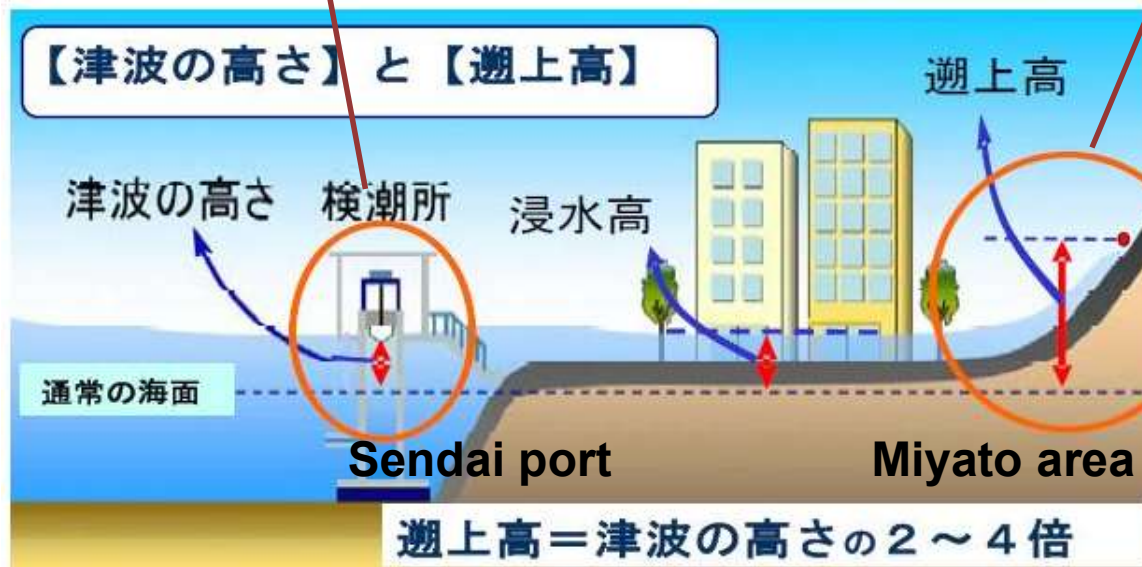 【津波の高さ】と【遡上高】
遡上高
津波の高さ
検潮所
浸水高
通常の海面
Sendai port
Miyato area
遡上高＝津波の高さの２～４倍